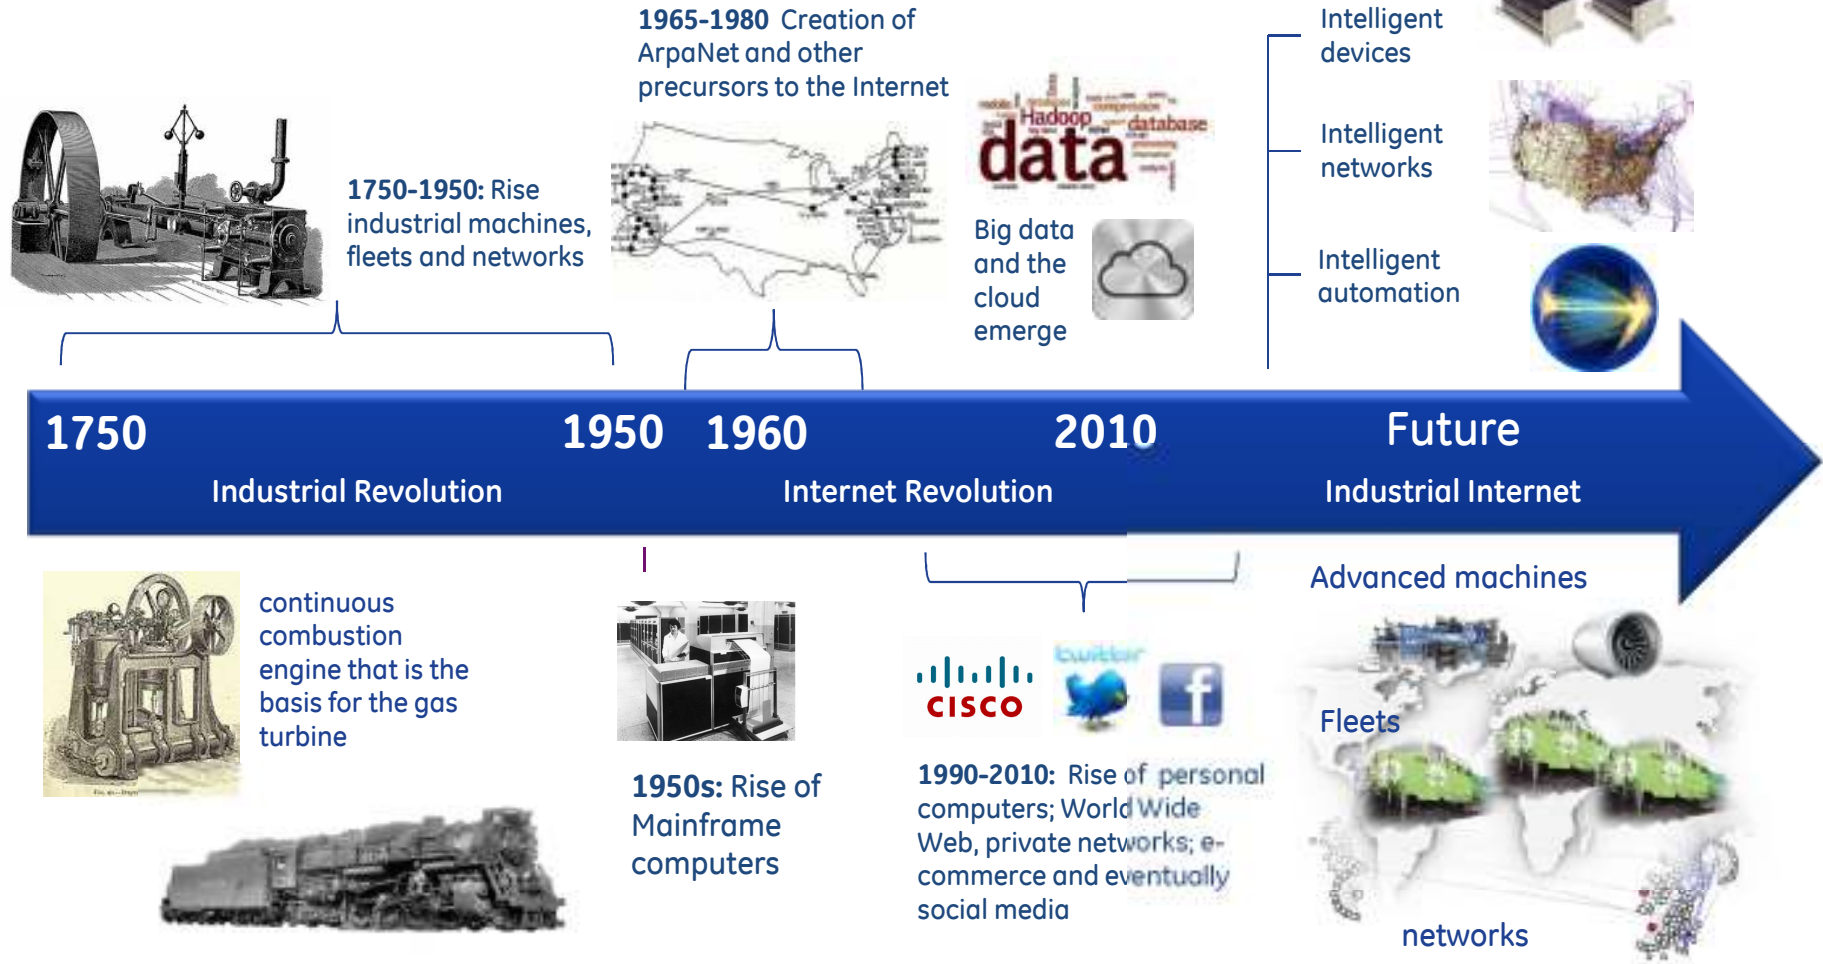 1965-1980 Creation of
ArpaNet and other
precursors to the Internet
1750-1950: Rise
industrial machines,
fleets and networks
Hadoop
database
data
compression
Big data
and the
cloud
emerge
Intelligent
devices
Intelligent
networks
Intelligent
automation
1750
1950
1960
2010
Future
Industrial Revolution
Internet Revolution
Industrial Internet
continuous
combustion
engine that is the
basis for the gas
turbine
1950s: Rise of
Mainframe
computers
CISCO
twitter
f
1990-2010: Rise of personal
computers; World Wide
Web, private networks; e-
commerce and eventually
social media
Advanced machines
Fleets
networks